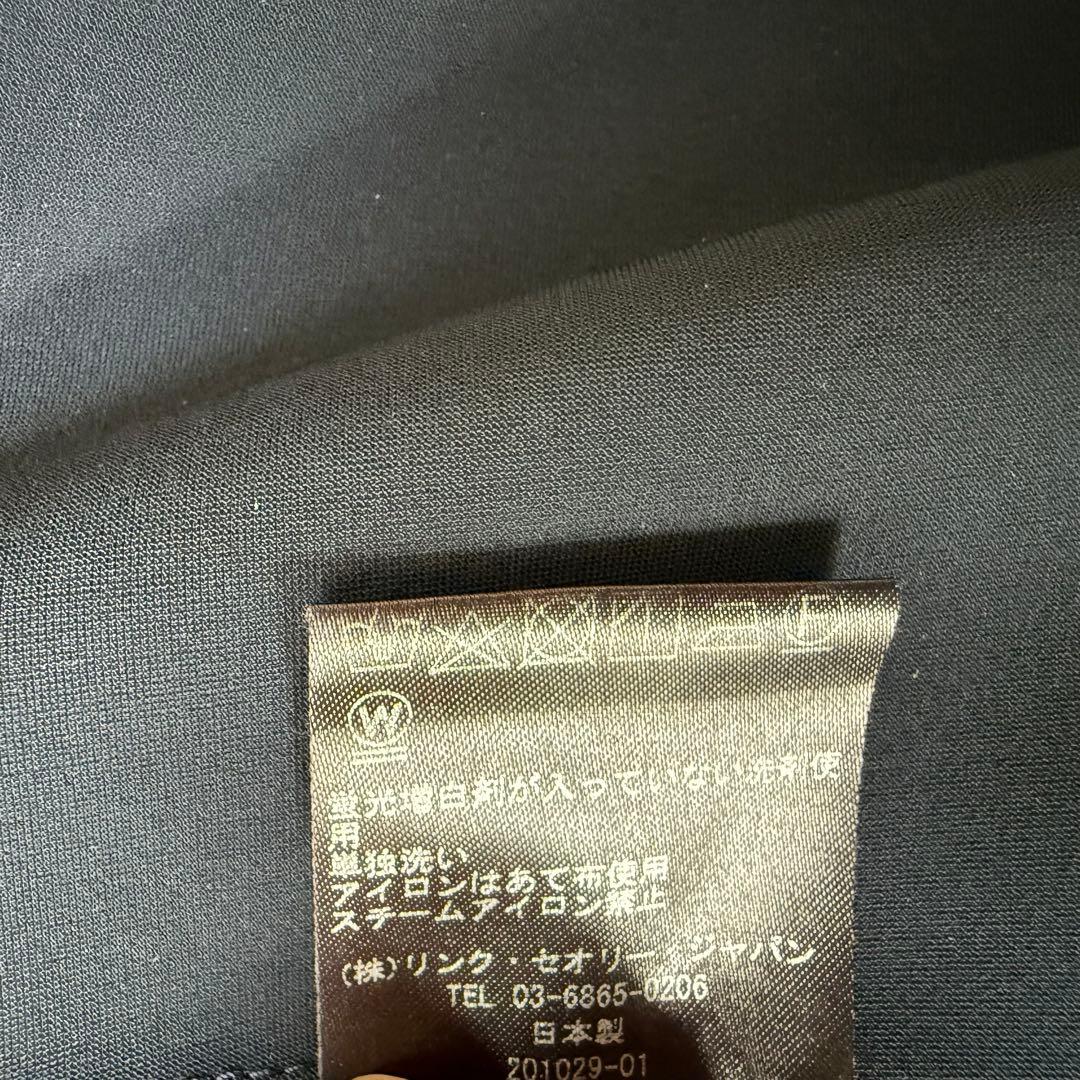 W
蛍光増白剤が入っていない洗剤使
用
単独洗い
アイロンはあて布使用
スチームアイロン禁止
(株)リンク・セオリー・ジャパン
TEL 03-6865-0206
日本製
201029-01